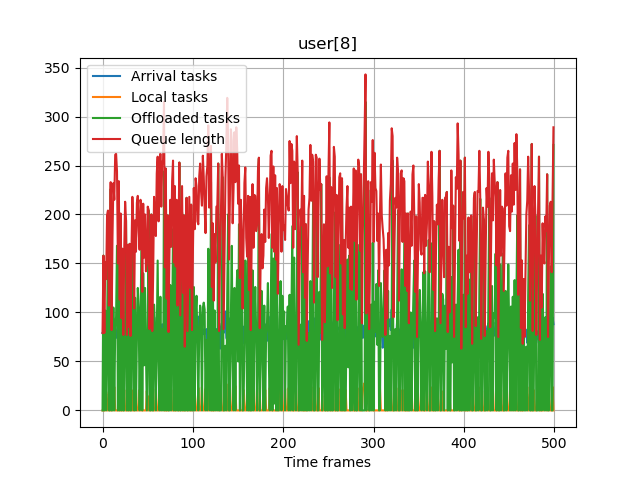 user[8]
Arrival tasks
Local tasks
Offloaded tasks
Queue length
350
300
250
200
150
100
50
0
0 100 200 300 400 500
Time frames